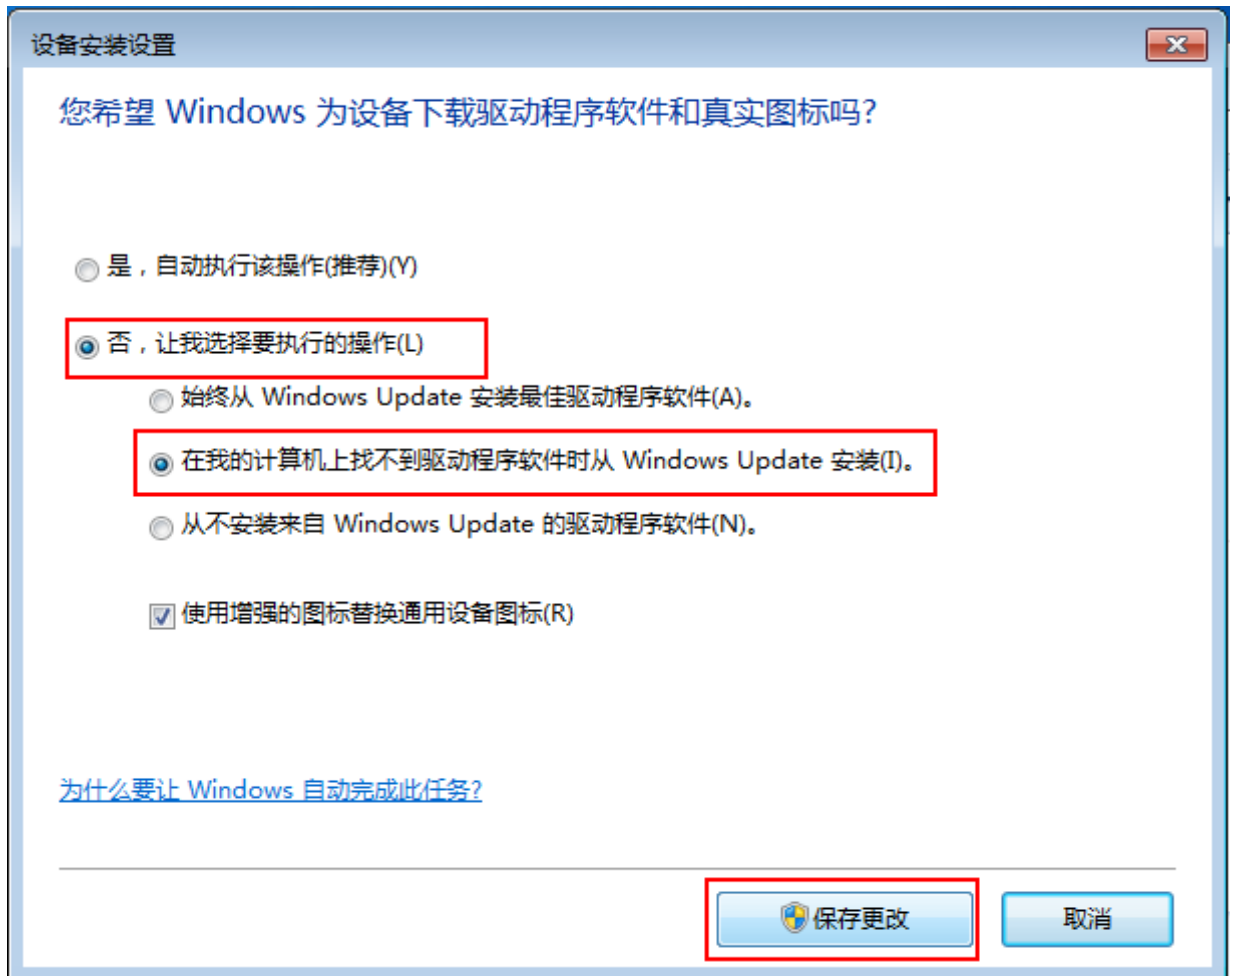 设备安装设置
您希望 Windows 为设备下载驱动程序软件和真实图标吗?
是，自动执行该操作(推荐)(Y)
否，让我选择要执行的操作(L)
始终从 Windows Update 安装最佳驱动程序软件(A)。
在我的计算机上找不到驱动程序软件时从 Windows Update 安装(I)。
从不安装来自 Windows Update 的驱动程序软件(N)。
使用增强的图标替换通用设备图标(R)
为什么要让 Windows 自动完成此任务?
保存更改 取消